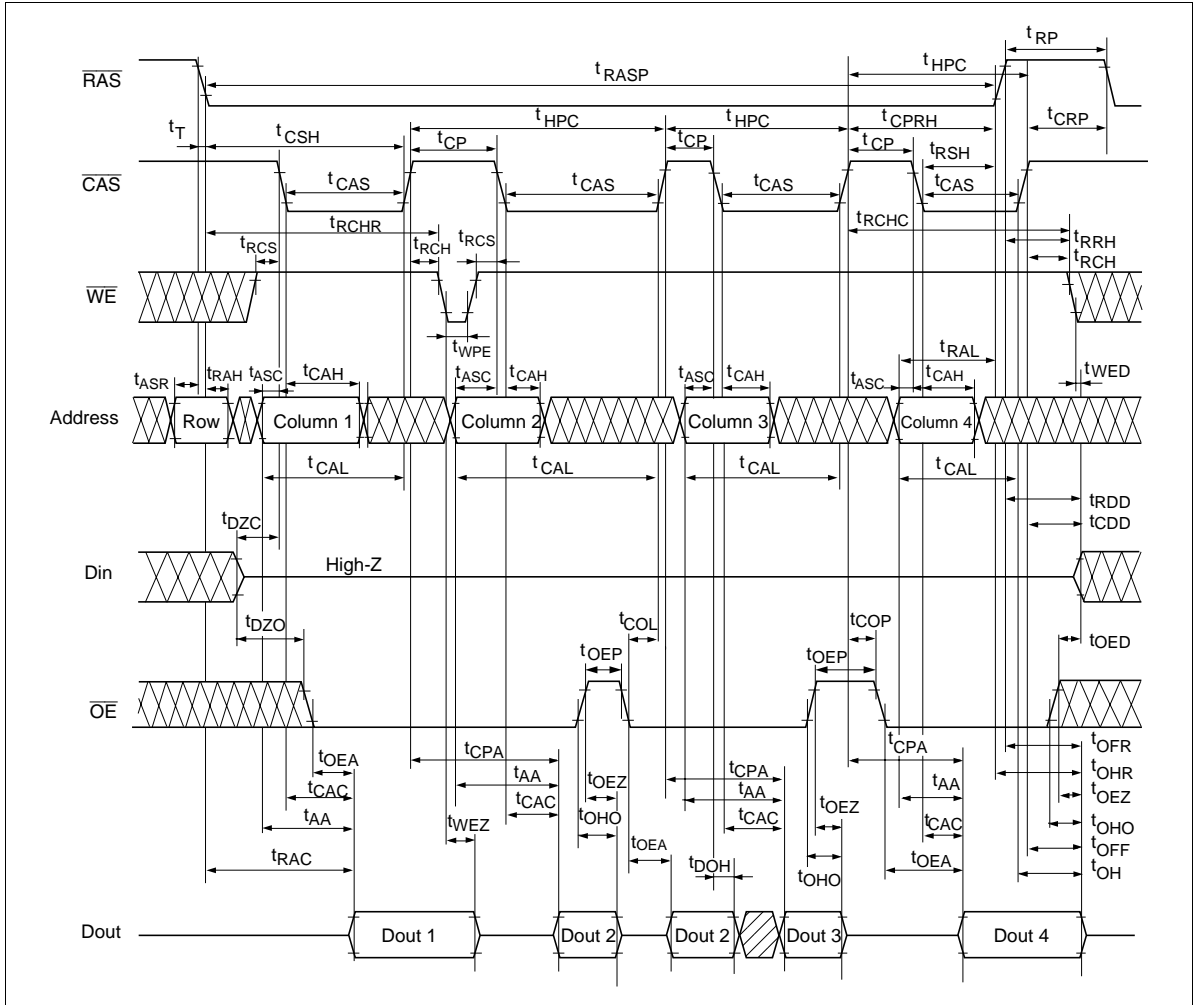 tRP
RAS
tRASP
tHPC
tT
tCSH
tHPC
tHPC
tCPRH
tCRP
tCP
tCP
tCP
tRSH
CAS
tCAS
tCAS
tCAS
tCAS
tRCHR
tRCHC
tRCS
tRCH
tRCS
tRRH
tRCH
WE
tWPE
tRAL
tWED
tASR
tRAH
tASC
tCAH
tASC
tCAH
tASC
tCAH
tASC
tCAH
Address
Row
Column 1
Column 2
Column 3
Column 4
tCAL
tCAL
tCAL
tCAL
tRDD
tCDD
tDZC
Din
High-Z
tDZO
tCOL
tCOP
tOED
tOEP
tOEP
OE
tOEA
tCPA
tCPA
tCPA
tOFR
tCAC
tAA
tOEZ
tAA
tOEZ
tAA
tOHR
tOEZ
tAA
tCAC
tCAC
tCAC
tOHO
tWEZ
tOHO
tOEA
tOFF
tRAC
tDOH
tOHO
tOEA
tOH
Dout
Dout 1
Dout 2
Dout 2
Dout 3
Dout 4